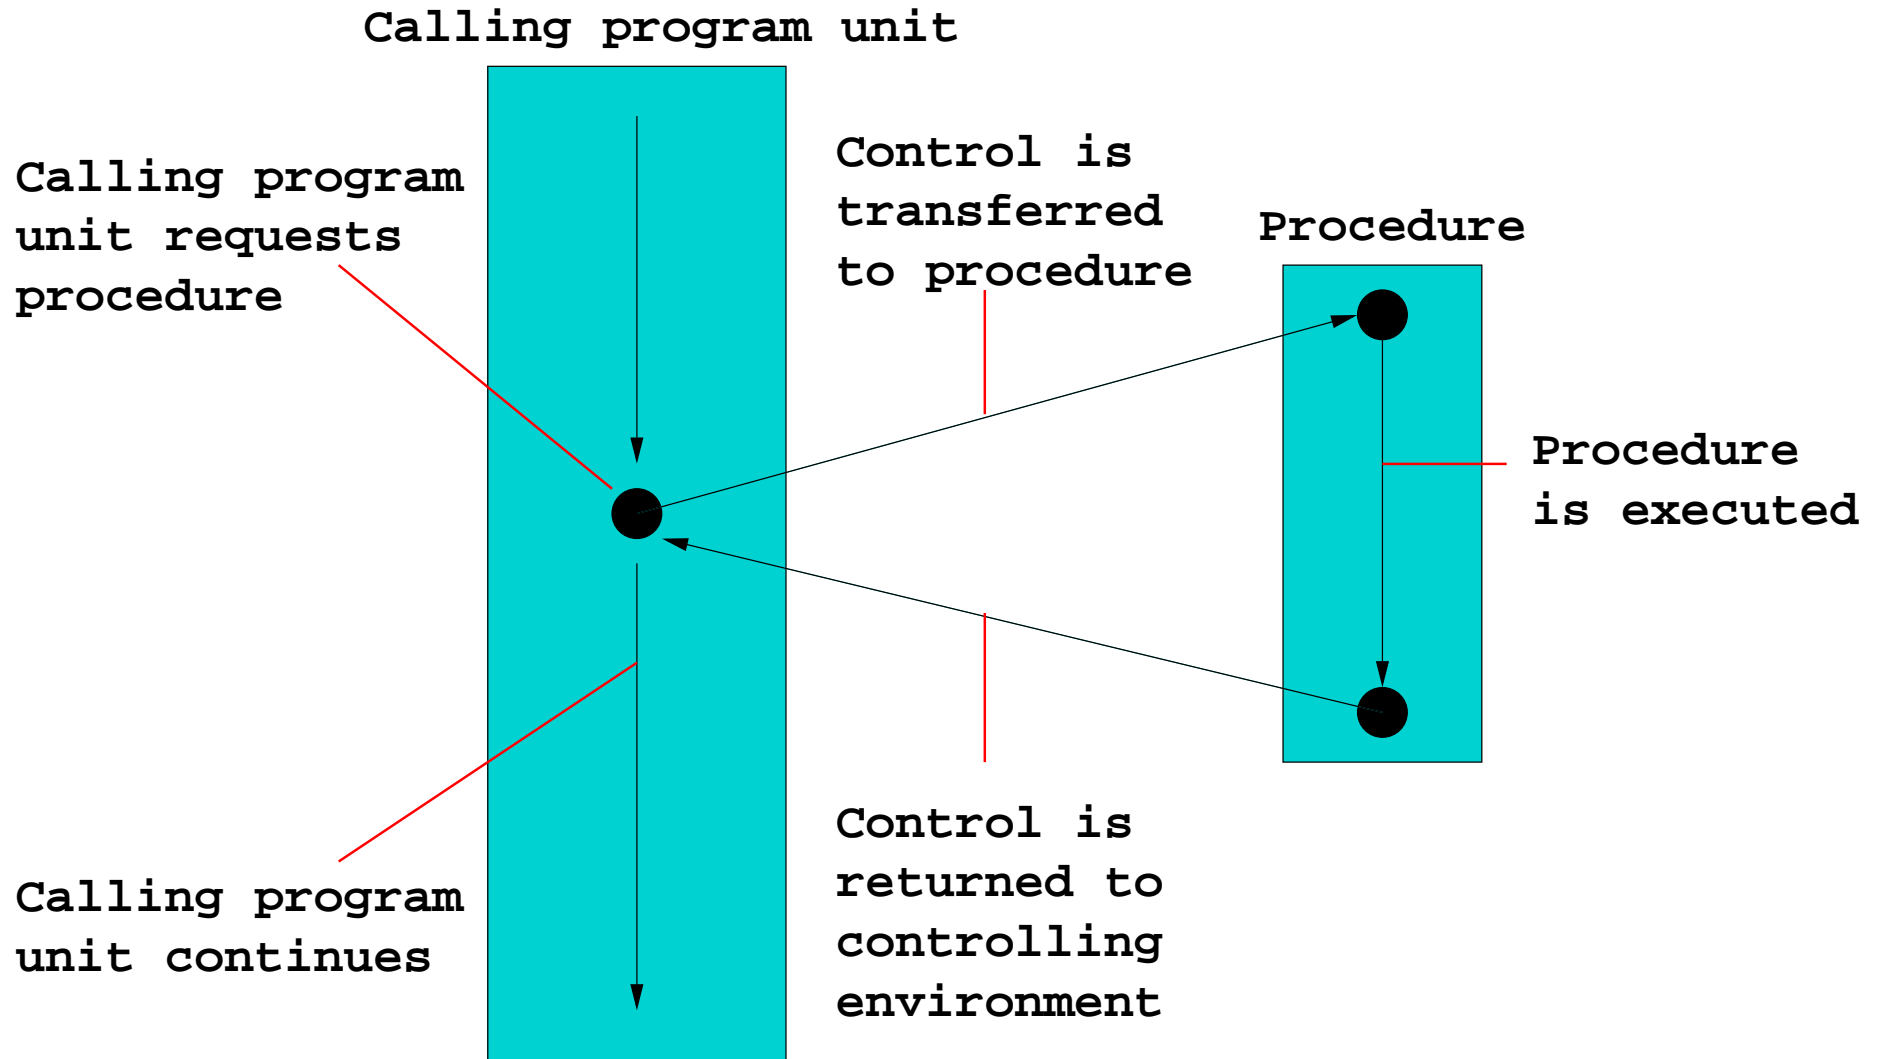 Calling program unit
Calling program
unit requests
procedure
Control is
transferred
to procedure
Procedure
Procedure
is executed
Control is
returned to
controlling
environment
Calling program
unit continues